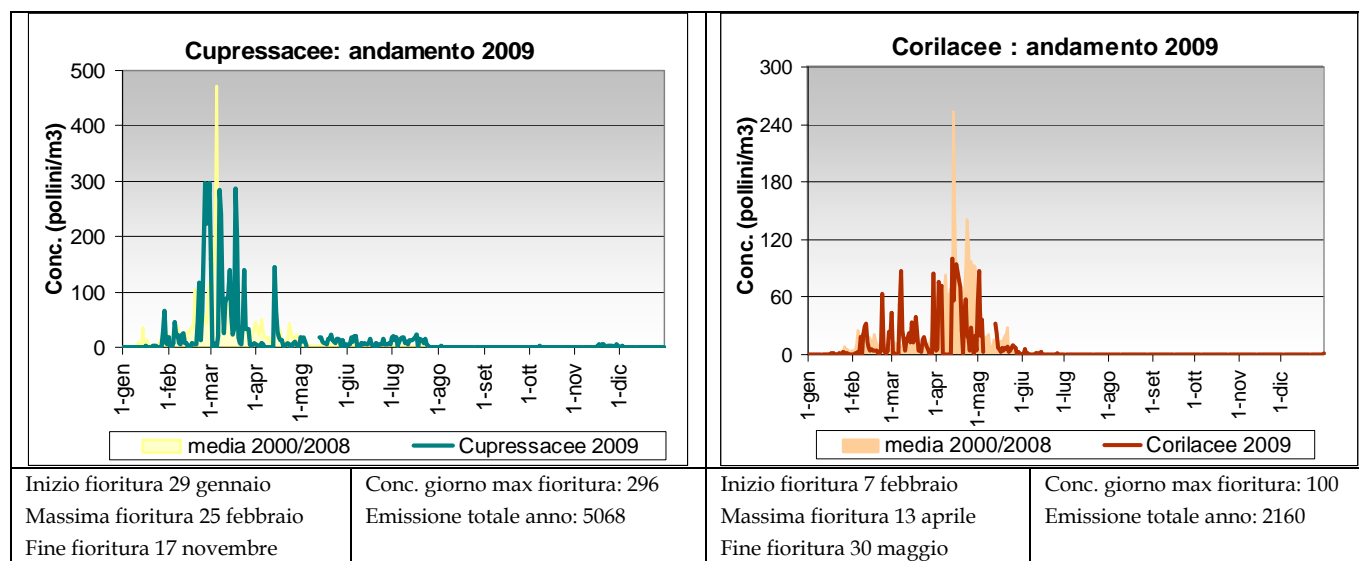 Cupressacee: andamento 2009
Conc. (pollini/m3)
500
400
300
200
100
0
1-gen
1-feb
1-mar
1-apr
1-mag
1-giu
1-lug
1-ago
1-set
1-ott
1-nov
1-dic
media 2000/2008
Cupressacee 2009
Corilacee : andamento 2009
Conc. (pollini/m3)
300
240
180
120
60
0
1-gen
1-feb
1-mar
1-apr
1-mag
1-giu
1-lug
1-ago
1-set
1-ott
1-nov
1-dic
media 2000/2008
Corilacee 2009
Inizio fioritura 29 gennaio
Massima fioritura 25 febbraio
Fine fioritura 17 novembre
Conc. giorno max fioritura: 296
Emissione totale anno: 5068
Inizio fioritura 7 febbraio
Massima fioritura 13 aprile
Fine fioritura 30 maggio
Conc. giorno max fioritura: 100
Emissione totale anno: 2160